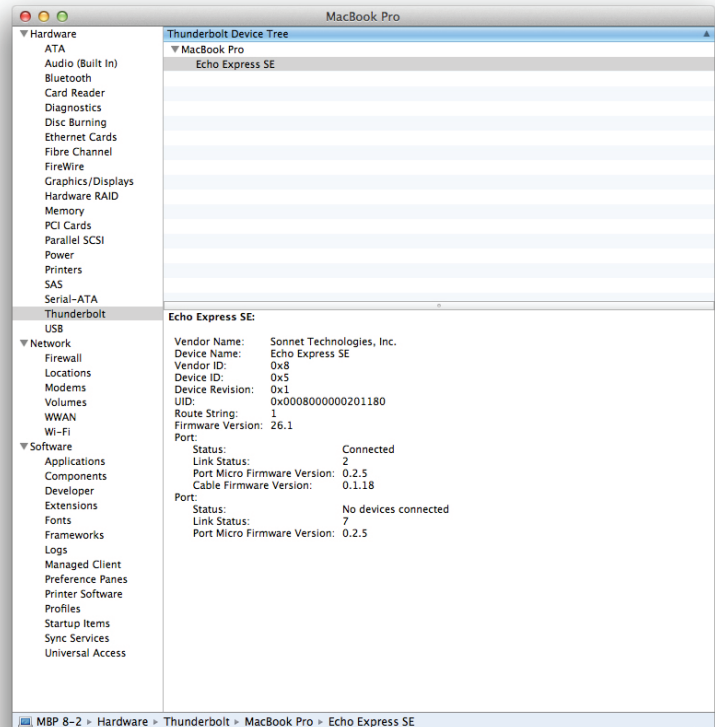 MacBook Pro
Hardware
ATA
Audio (Built In)
Bluetooth
Card Reader
Diagnostics
Disc Burning
Ethernet Cards
Fibre Channel
FireWire
Graphics/Displays
Hardware RAID
Memory
PCI Cards
Parallel SCSI
Power
Printers
SAS
Serial-ATA
Thunderbolt
USB
Network
Firewall
Locations
Modems
Volumes
WWAN
Wi-Fi
Software
Applications
Components
Developer
Extensions
Fonts
Frameworks
Logs
Managed Client
Preference Panes
Printer Software
Profiles
Startup Items
Sync Services
Universal Access
Thunderbolt Device Tree
MacBook Pro
Echo Express SE
Echo Express SE:
Vendor Name: Sonnet Technologies, Inc.
Device Name: Echo Express SE
Vendor ID: 0x8
Device ID: 0x5
Device Revision: 0x1
UID: 0x0008000000201180
Route String: 1
Firmware Version: 26.1
Port:
Status: Connected
Link Status: 2
Port Micro Firmware Version: 0.2.5
Cable Firmware Version: 0.1.18
Port:
Status: No devices connected
Link Status: 7
Port Micro Firmware Version: 0.2.5
MBP 8-2 ▸ Hardware ▸ Thunderbolt ▸ MacBook Pro ▸ Echo Express SE